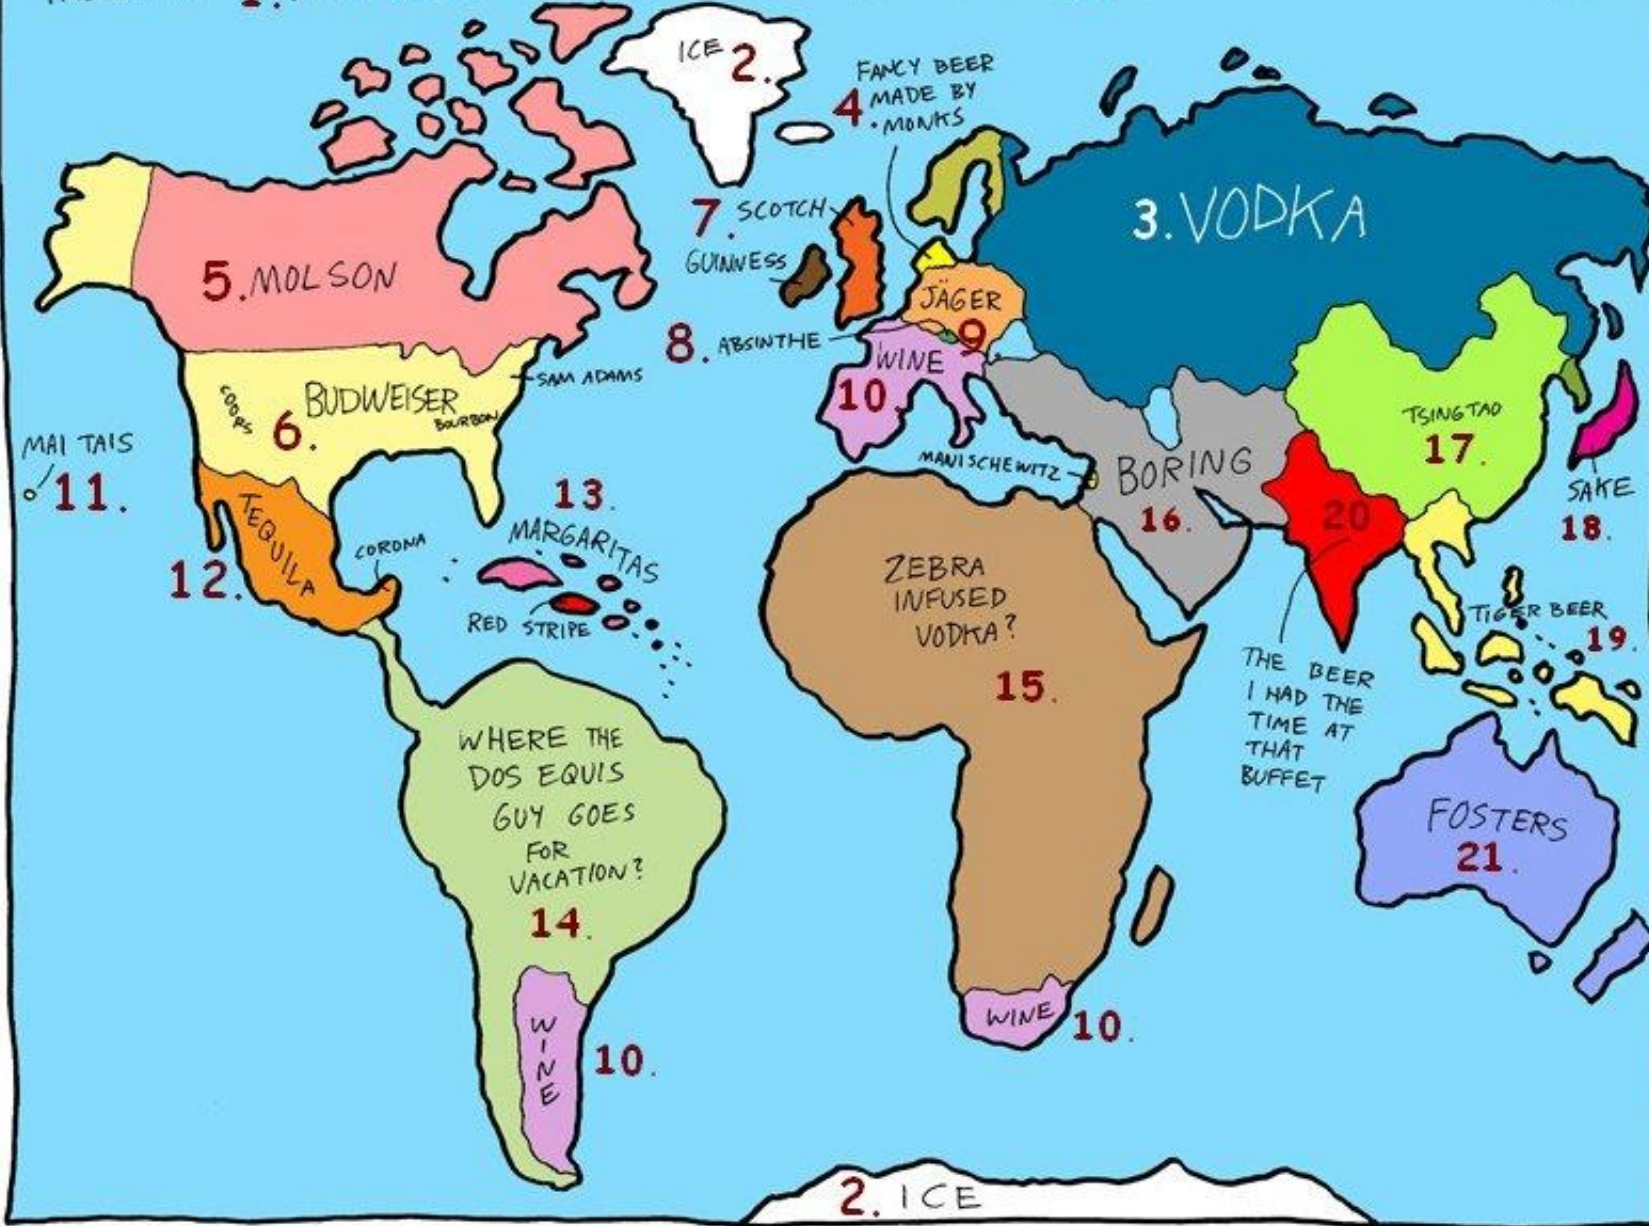 1.
ICE 2.
FANCY BEER
4 MADE BY
.MONKS
3. VODKA
7. SCOTCH
GUINNESS
5. MOLSON
JÄGER
9.
8. ABSINTHE
WINE
10
SAM ADAMS
COORS
BUDWEISER
BOURBON
6.
TSINGTAO
17.
MAI TAIS
11.
MANISCHEWITZ
BORING
16.
20
SAKE
18.
13.
MARGARITAS
TEQUILA
CORONA
12.
RED STRIPE
ZEBRA
INFUSED
VODKA?
15.
TIGER BEER
19.
THE BEER
I HAD THE
TIME AT
THAT
BUFFET
WHERE THE
DOS EQUIS
GUY GOES
FOR
VACATION?
14.
FOSTERS
21.
WINE
10.
WINE
10.
2. ICE